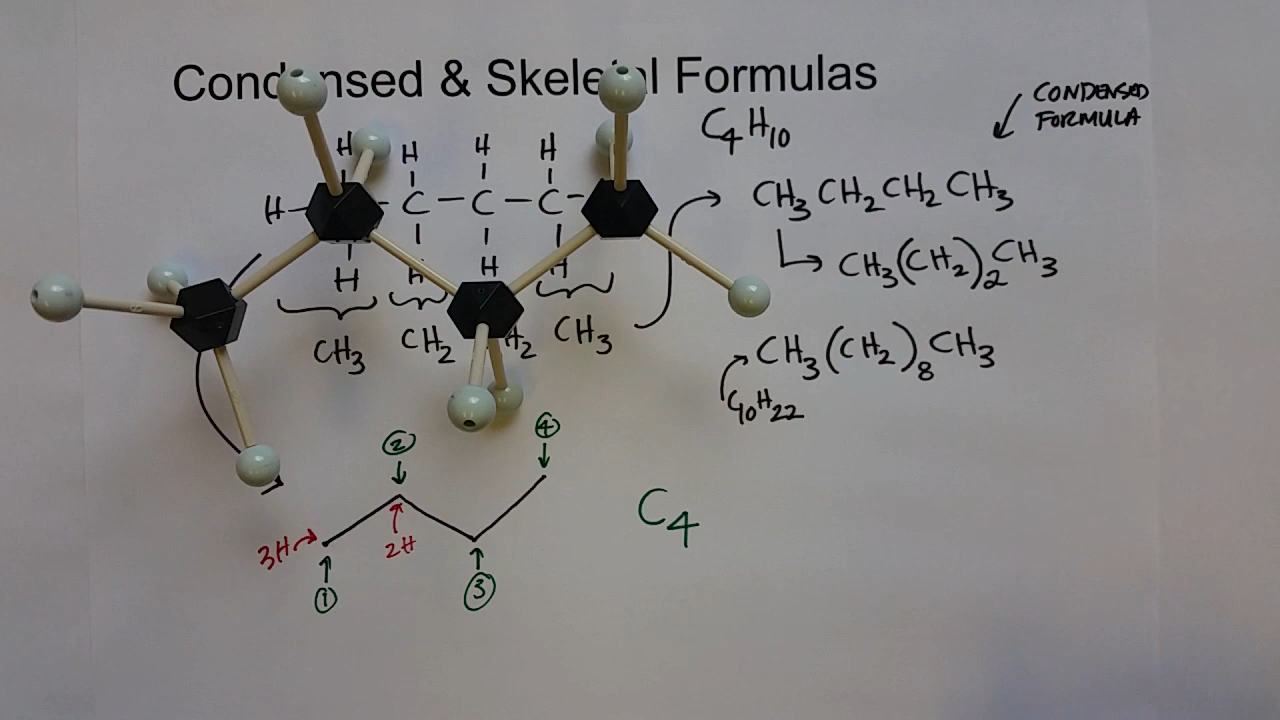 Condensed & Skeletal Formulas
C4H10
CONDENSED
FORMULA
H H H H
H – C – C – C –
H H H H
CH3 CH2 H2 CH3
CH3CH2CH2CH3
CH3(CH2)2CH3
CH3(CH2)8CH3
C10H22
② ④
3H 2H
① ③
C4